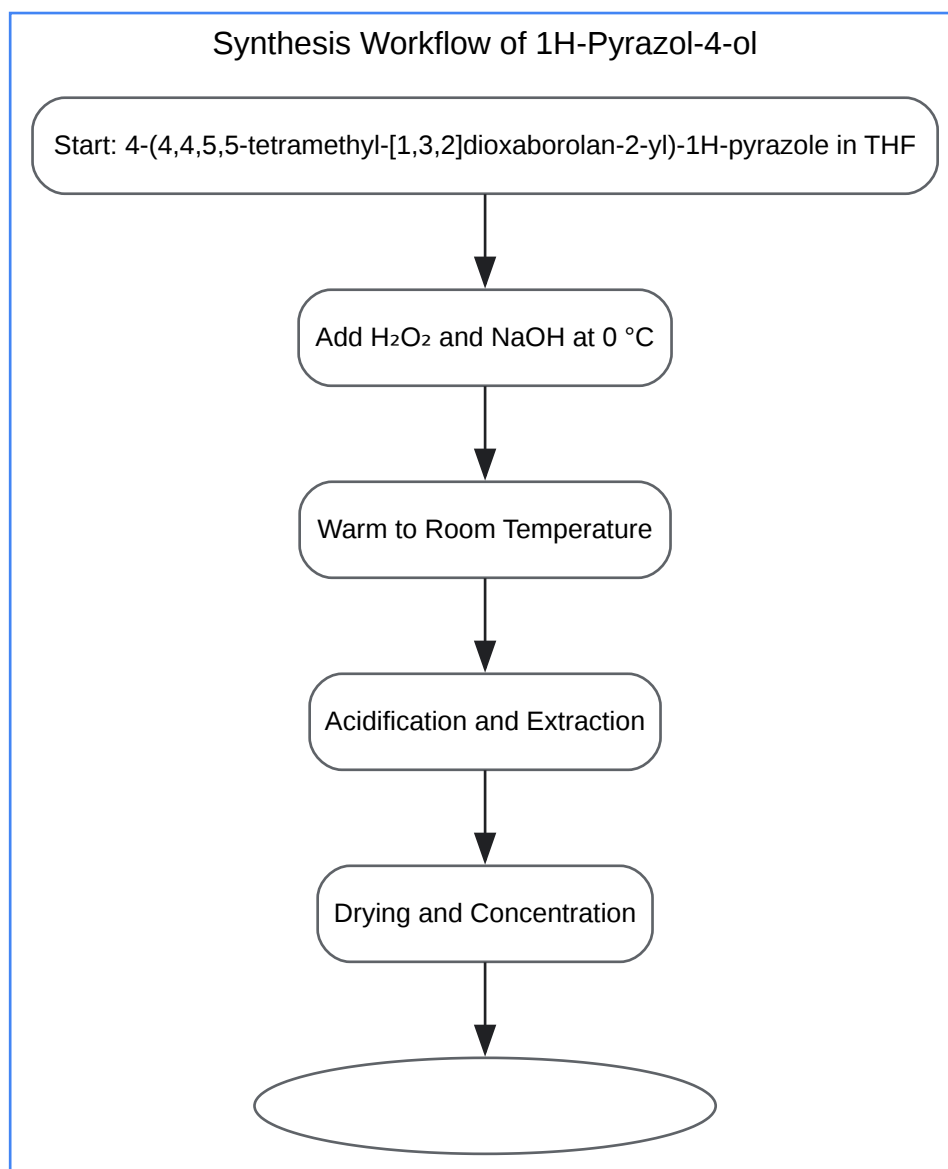 Synthesis Workflow of 1H-Pyrazol-4-ol
Start: 4-(4,4,5,5-tetramethyl-[1,3,2]dioxaborolan-2-yl)-1H-pyrazole in THF
Add H₂O₂ and NaOH at 0 °C
Warm to Room Temperature
Acidification and Extraction
Drying and Concentration